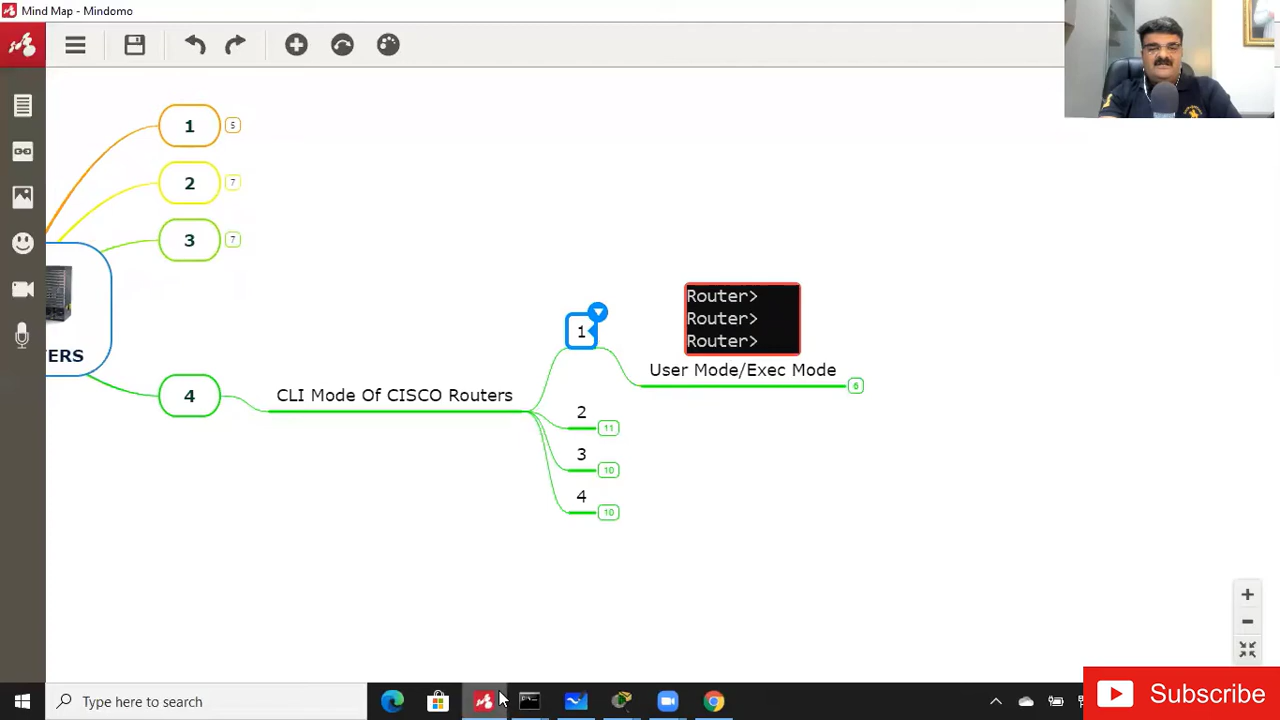 Mind Map - Mindomo
1
5
2
7
3
7
Router>
Router>
Router>
1
ERS
User Mode/Exec Mode
6
4
CLI Mode Of CISCO Routers
2
11
3
10
4
10
Type here to search
Subscribe